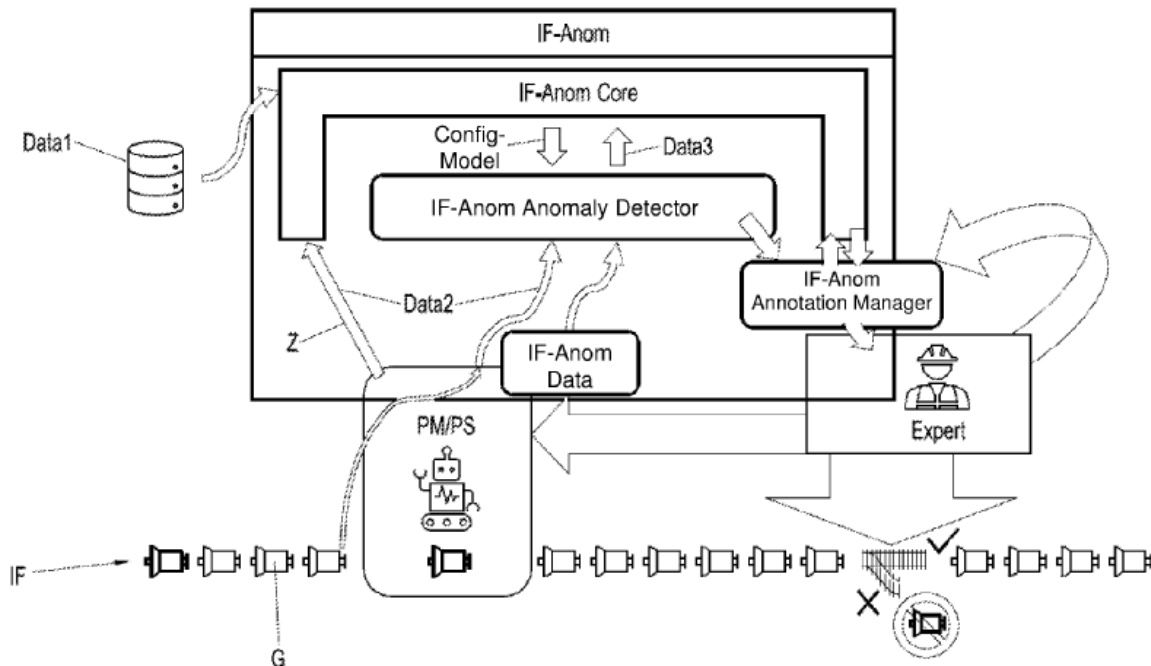 IF-Anom
IF-Anom Core
Data1
Config-
Model
Data3
IF-Anom Anomaly Detector
IF-Anom
Annotation Manager
Data2
Z
IF-Anom
Data
PM/PS
Expert
IF
G